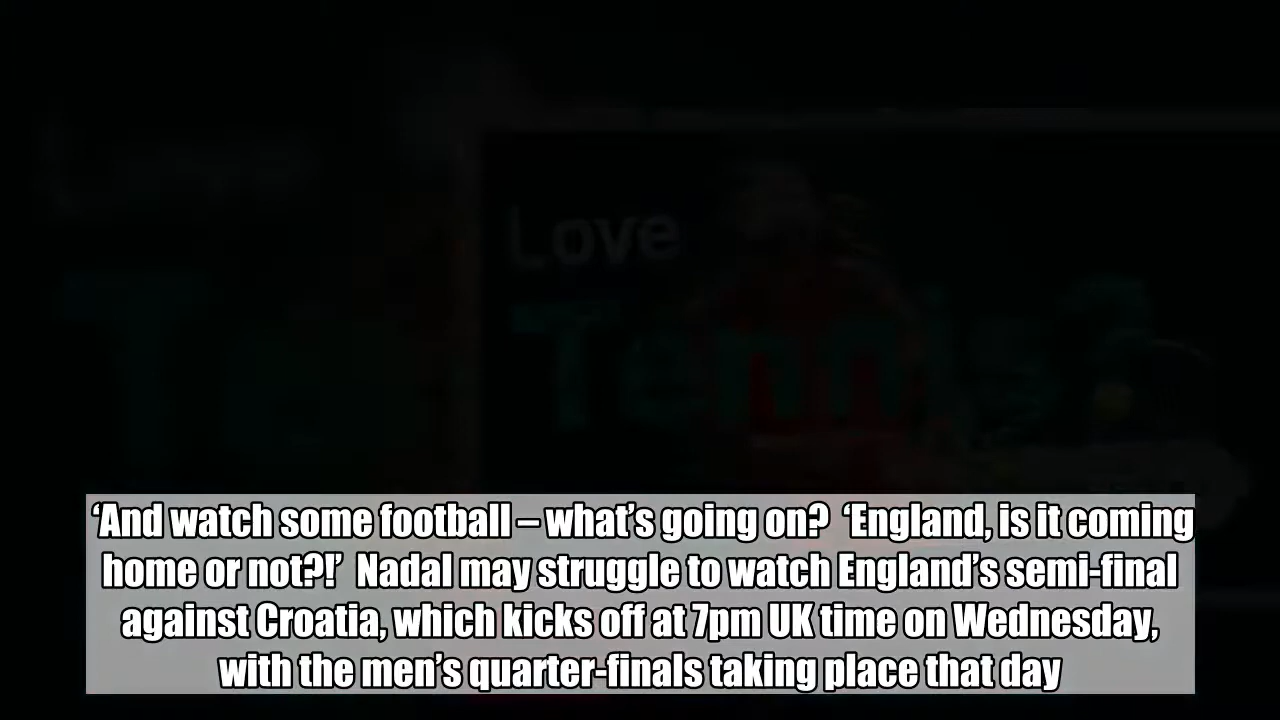 Love
Tennis
‘And watch some football – what’s going on?  ‘England, is it coming
home or not?!’  Nadal may struggle to watch England’s semi-final
against Croatia, which kicks off at 7pm UK time on Wednesday,
with the men’s quarter-finals taking place that day